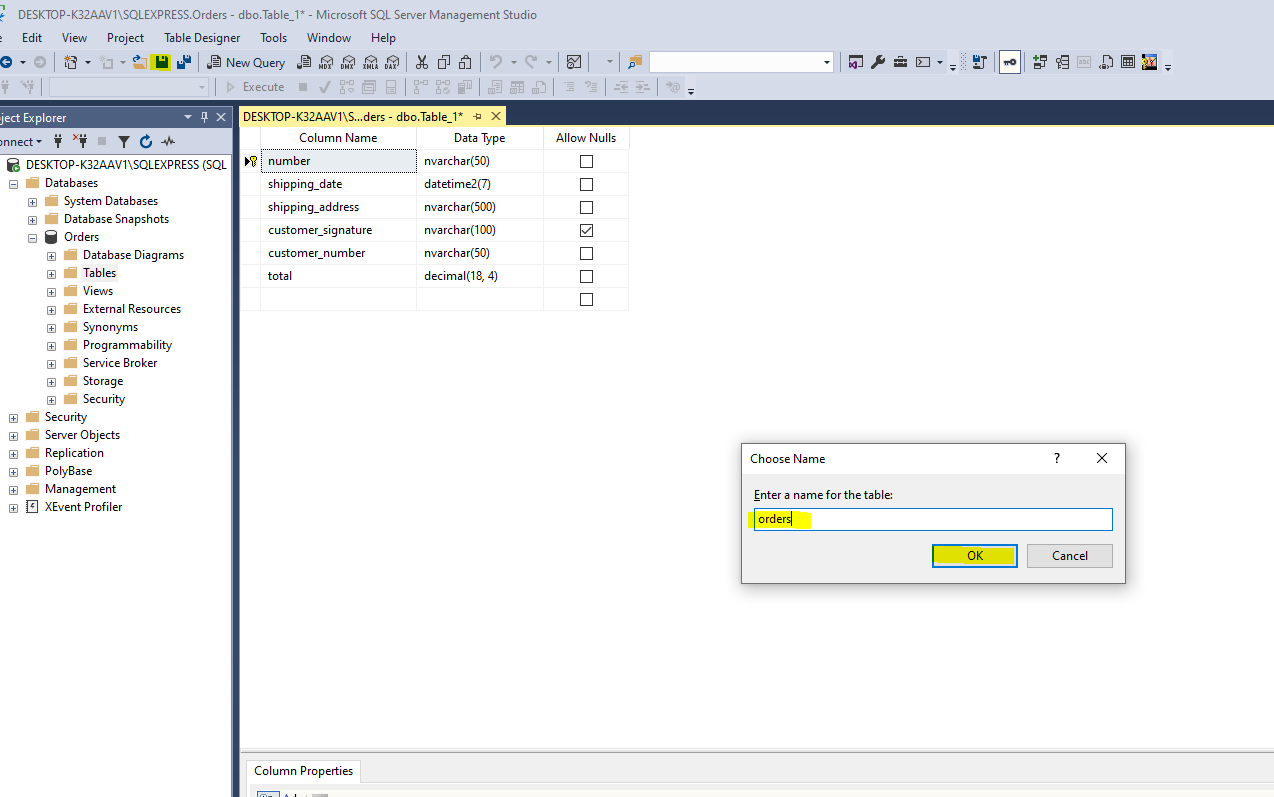 DESKTOP-K32AAV1\SQLEXPRESS.Orders - dbo.Table_1* - Microsoft SQL Server Management Studio
Edit View Project Table Designer Tools Window Help
New Query MDX DMX XMLA DAX
Execute
ject Explorer
DESKTOP-K32AAV1\S...ders - dbo.Table_1*
onnect
DESKTOP-K32AAV1\SQLEXPRESS (SQL
Databases
System Databases
Database Snapshots
Orders
Database Diagrams
Tables
Views
External Resources
Synonyms
Programmability
Service Broker
Storage
Security
Security
Server Objects
Replication
PolyBase
Management
XEvent Profiler
Column Name Data Type Allow Nulls
number nvarchar(50)
shipping_date datetime2(7)
shipping_address nvarchar(500)
customer_signature nvarchar(100)
customer_number nvarchar(50)
total decimal(18, 4)
Choose Name ?
Enter a name for the table:
orders
OK Cancel
Column Properties